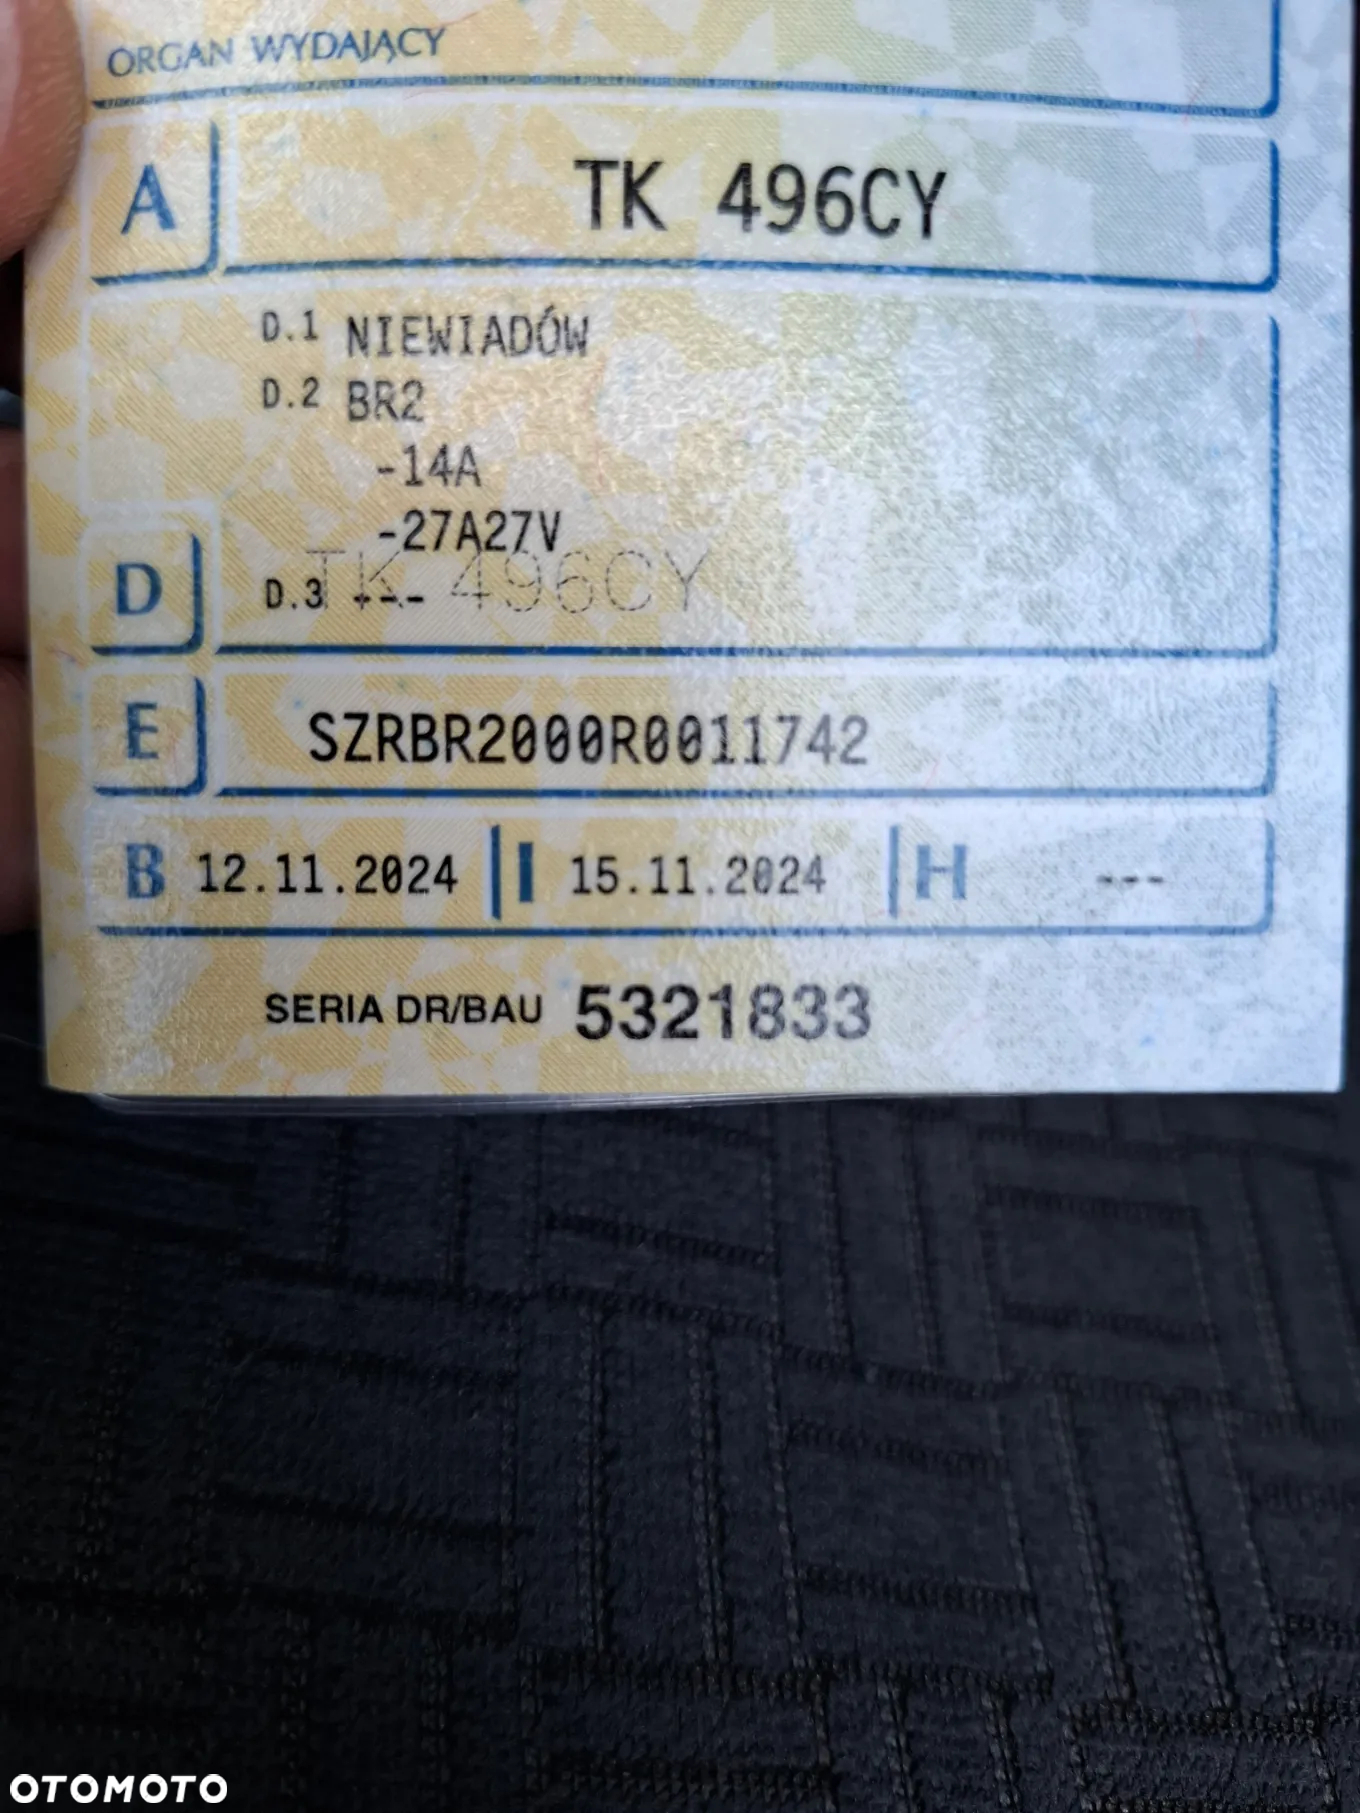 ORGAN WYDAJĄCY
A TK 496CY
D.1 NIEWIADÓW
D.2 BR2
-14A
-27A27V
D D.3 ---
TK 496CY
E SZRBR2000R0011742
B 12.11.2024 I 15.11.2024 H ---
SERIA DR/BAU 5321833
OTOMOTO